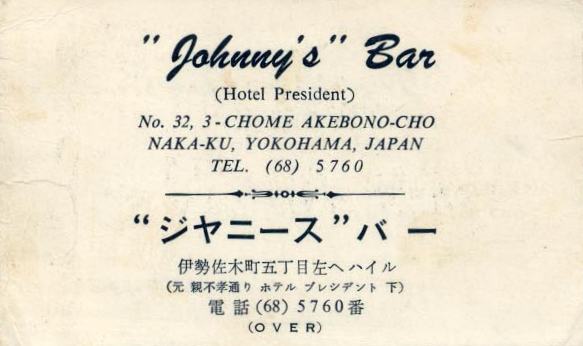 "Johnny's" Bar
(Hotel President)
No. 32, 3-CHOME AKEBONO-CHO
NAKA-KU, YOKOHAMA, JAPAN
TEL. (68) 5760
“ジヤニース”バー
伊勢佐木町五丁目左へハイル
(元 親不孝通り ホテル プレシデント 下)
電話(68)5760番
(OVER)